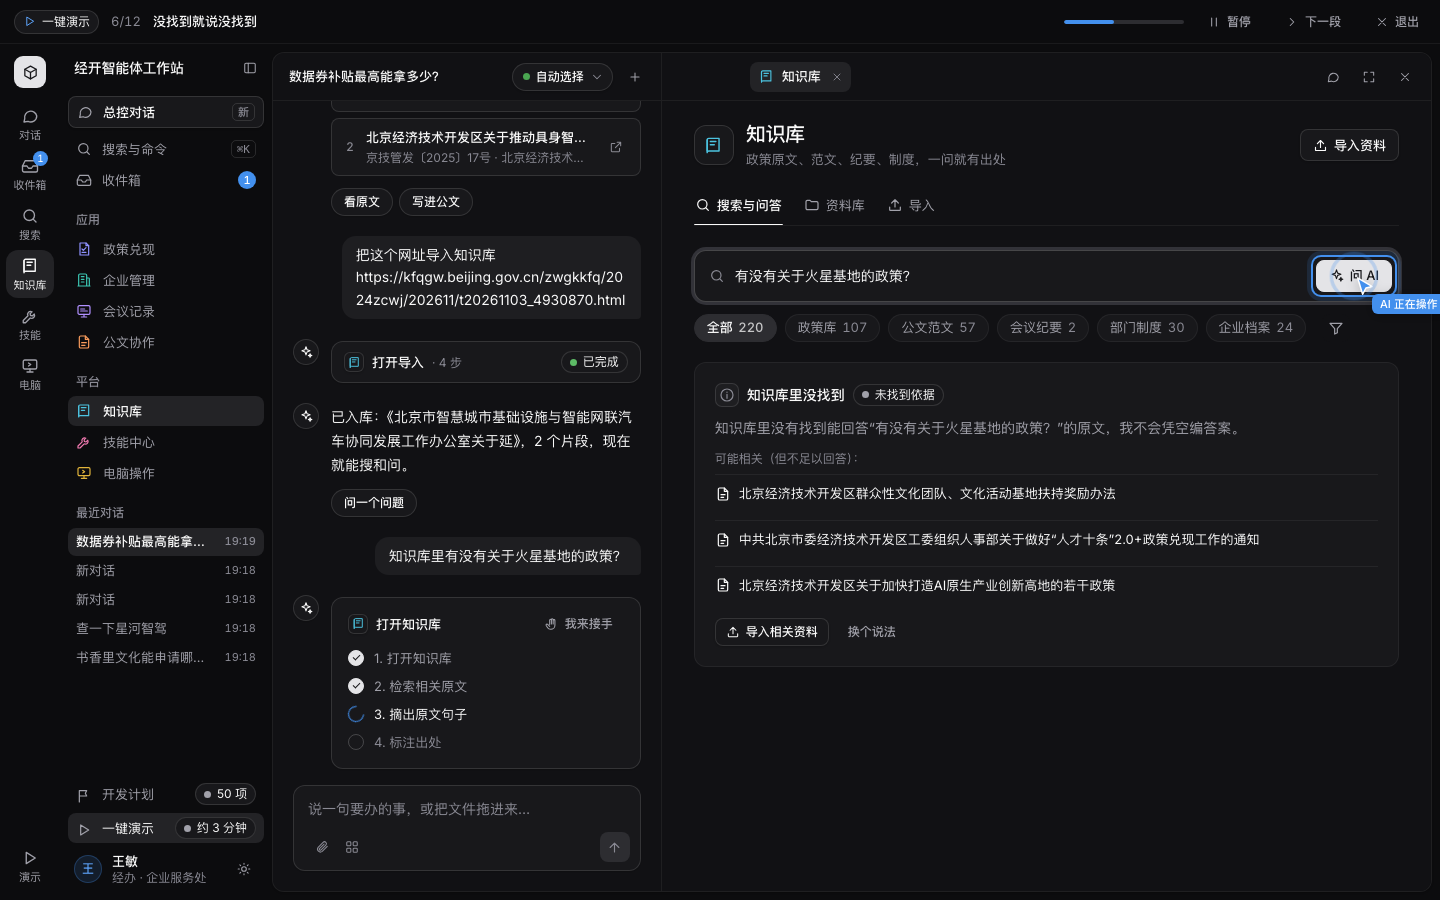 一键演示
6/12
没找到就说没找到
暂停
下一段
退出
对话
1
收件箱
搜索
知识库
技能
电脑
演示
经开智能体工作站
总控对话
新
搜索与命令
⌘K
收件箱
1
应用
政策兑现
企业管理
会议记录
公文协作
平台
知识库
技能中心
电脑操作
最近对话
数据券补贴最高能拿... 19:19
新对话 19:18
新对话 19:18
查一下星河智驾 19:18
书香里文化能申请哪... 19:18
开发计划
50 项
一键演示
约 3 分钟
王
王敏
经办 · 企业服务处
数据券补贴最高能拿多少?
自动选择
2
北京经济技术开发区关于推动具身智...
京技管发〔2025〕17号 · 北京经济技术...
看原文
写进公文
把这个网址导入知识库
https://kfqgw.beijing.gov.cn/zwgkkfq/20
24zcwj/202611/t20261103_4930870.html
打开导入 · 4 步
已完成
已入库：《北京市智慧城市基础设施与智能网联汽
车协同发展工作办公室关于延》，2 个片段，现在
就能搜和问。
问一个问题
知识库里有没有关于火星基地的政策？
打开知识库
我来接手
1. 打开知识库
2. 检索相关原文
3. 摘出原文句子
4. 标注出处
说一句要办的事，或把文件拖进来...
知识库
知识库
政策原文、范文、纪要、制度，一问就有出处
导入资料
搜索与问答
资料库
导入
有没有关于火星基地的政策？
问 AI
AI 正在操作
全部 220
政策库 107
公文范文 57
会议纪要 2
部门制度 30
企业档案 24
知识库里没找到
未找到依据
知识库里没有找到能回答“有没有关于火星基地的政策？”的原文，我不会凭空编答案。
可能相关（但不足以回答）：
北京经济技术开发区群众性文化团队、文化活动基地扶持奖励办法
中共北京市委经济技术开发区工委组织人事部关于做好“人才十条”2.0+政策兑现工作的通知
北京经济技术开发区关于加快打造AI原生产业创新高地的若干政策
导入相关资料
换个说法